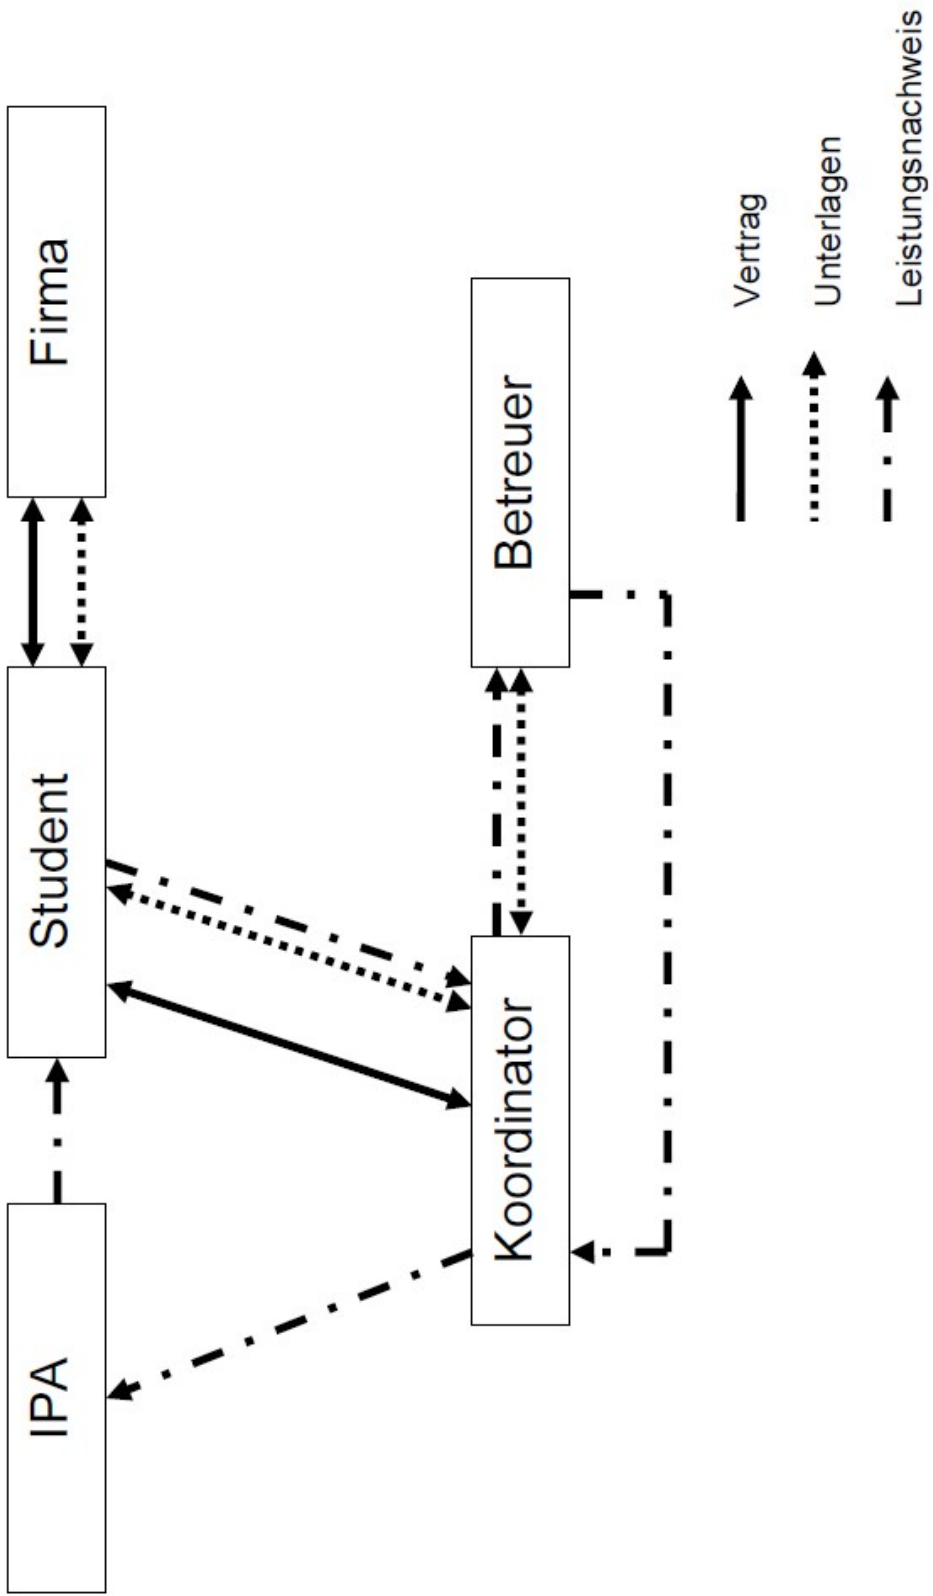 IPA
Student
Firma
Koordinator
Betreuer
Vertrag
Unterlagen
Leistungsnachweis